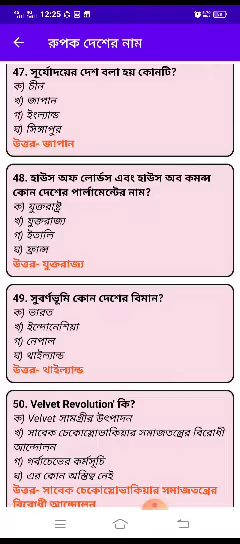 12:25
রুপক দেশের নাম
47. সূর্যোদয়ের দেশ বলা হয় কোনটি?
ক) চীন
খ) জাপান
গ) ইংল্যান্ড
ঘ) সিঙ্গাপুর
উত্তর- জাপান
48. হাউস অফ লোর্ডস এবং হাউস অব কমন্স
কোন দেশের পার্লামেন্টের নাম?
ক) যুক্তরাষ্ট্র
খ) যুক্তরাজ্য
গ) ইতালি
ঘ) ফ্রান্স
উত্তর- যুক্তরাজ্য
49. সুবর্ণভূমি কোন দেশের বিমান?
ক) ভারত
খ) ইন্দোনেশিয়া
গ) নেপাল
ঘ) থাইল্যান্ড
উত্তর- থাইল্যান্ড
50. Velvet Revolution' কি?
ক) Velvet সামগ্রীর উৎপাদন
খ) সাবেক চেকোস্লোভাকিয়ার সমাজতন্ত্রের বিরোধী
আন্দোলন
গ) গর্বাচেভের কর্মসূচি
ঘ) এর কোন অস্তিত্ব নেই
উত্তর- সাবেক চেকোস্লোভাকিয়ার সমাজতন্ত্রের
বিরোধী আন্দোলন